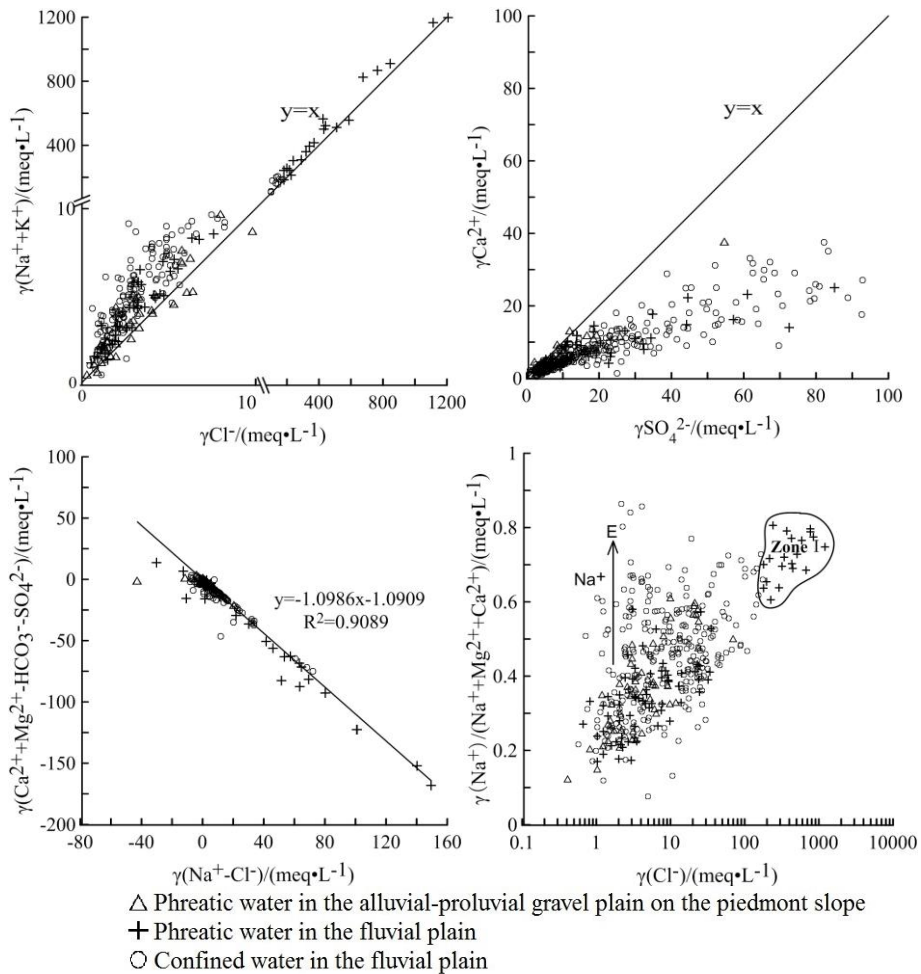 1200
800
400
10
0
γ(Na⁺+K⁺)/(meq•L⁻¹)
y=x
0 10 400 800 1200
γCl⁻/(meq•L⁻¹)
100
80
60
40
20
0
γCa²⁺/(meq•L⁻¹)
y=x
0 20 40 60 80 100
γSO₄²⁻/(meq•L⁻¹)
100
50
0
-50
-100
-150
-200
γ(Ca²⁺+Mg²⁺-HCO₃⁻-SO4²⁻)/(meq•L⁻¹)
y=-1.0986x-1.0909
R²=0.9089
-80 -40 0 40 80 120 160
γ(Na⁺-Cl⁻)/(meq•L⁻¹)
1
0.8
0.6
0.4
0.2
0
γ(Na⁺)/(Na⁺+Mg²⁺+Ca²⁺)/(meq•L⁻¹)
E
Na⁺
Zone 1
0.1 1 10 100 1000 10000
γ(Cl⁻)/(meq•L⁻¹)
Phreatic water in the alluvial-proluvial gravel plain on the piedmont slope
Phreatic water in the fluvial plain
Confined water in the fluvial plain